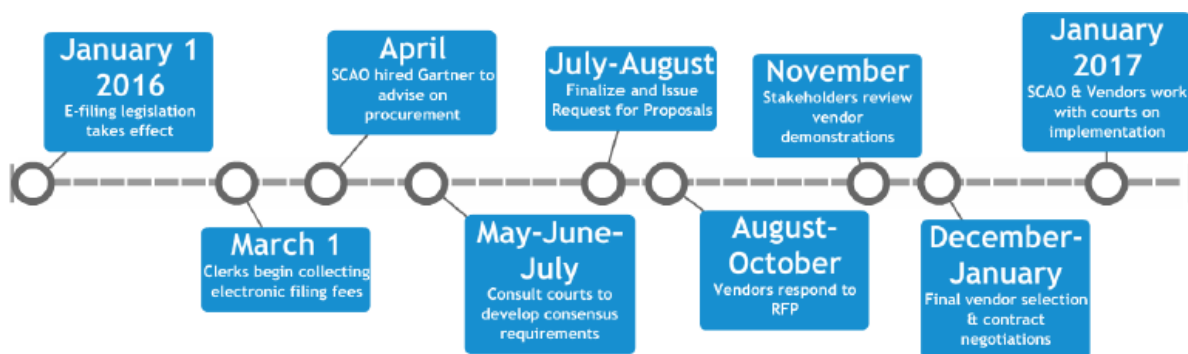 January 1
2016
E-filing legislation
takes effect
March 1
Clerks begin collecting
electronic filing fees
April
SCAO hired Gartner to
advise on
procurement
May-June-
July
Consult courts to
develop consensus
requirements
July-August
Finalize and Issue
Request for Proposals
August-
October
Vendors respond to
RFP
November
Stakeholders review
vendor
demonstrations
December-
January
Final vendor selection
& contract
negotiations
January
2017
SCAO & Vendors work
with courts on
implementation